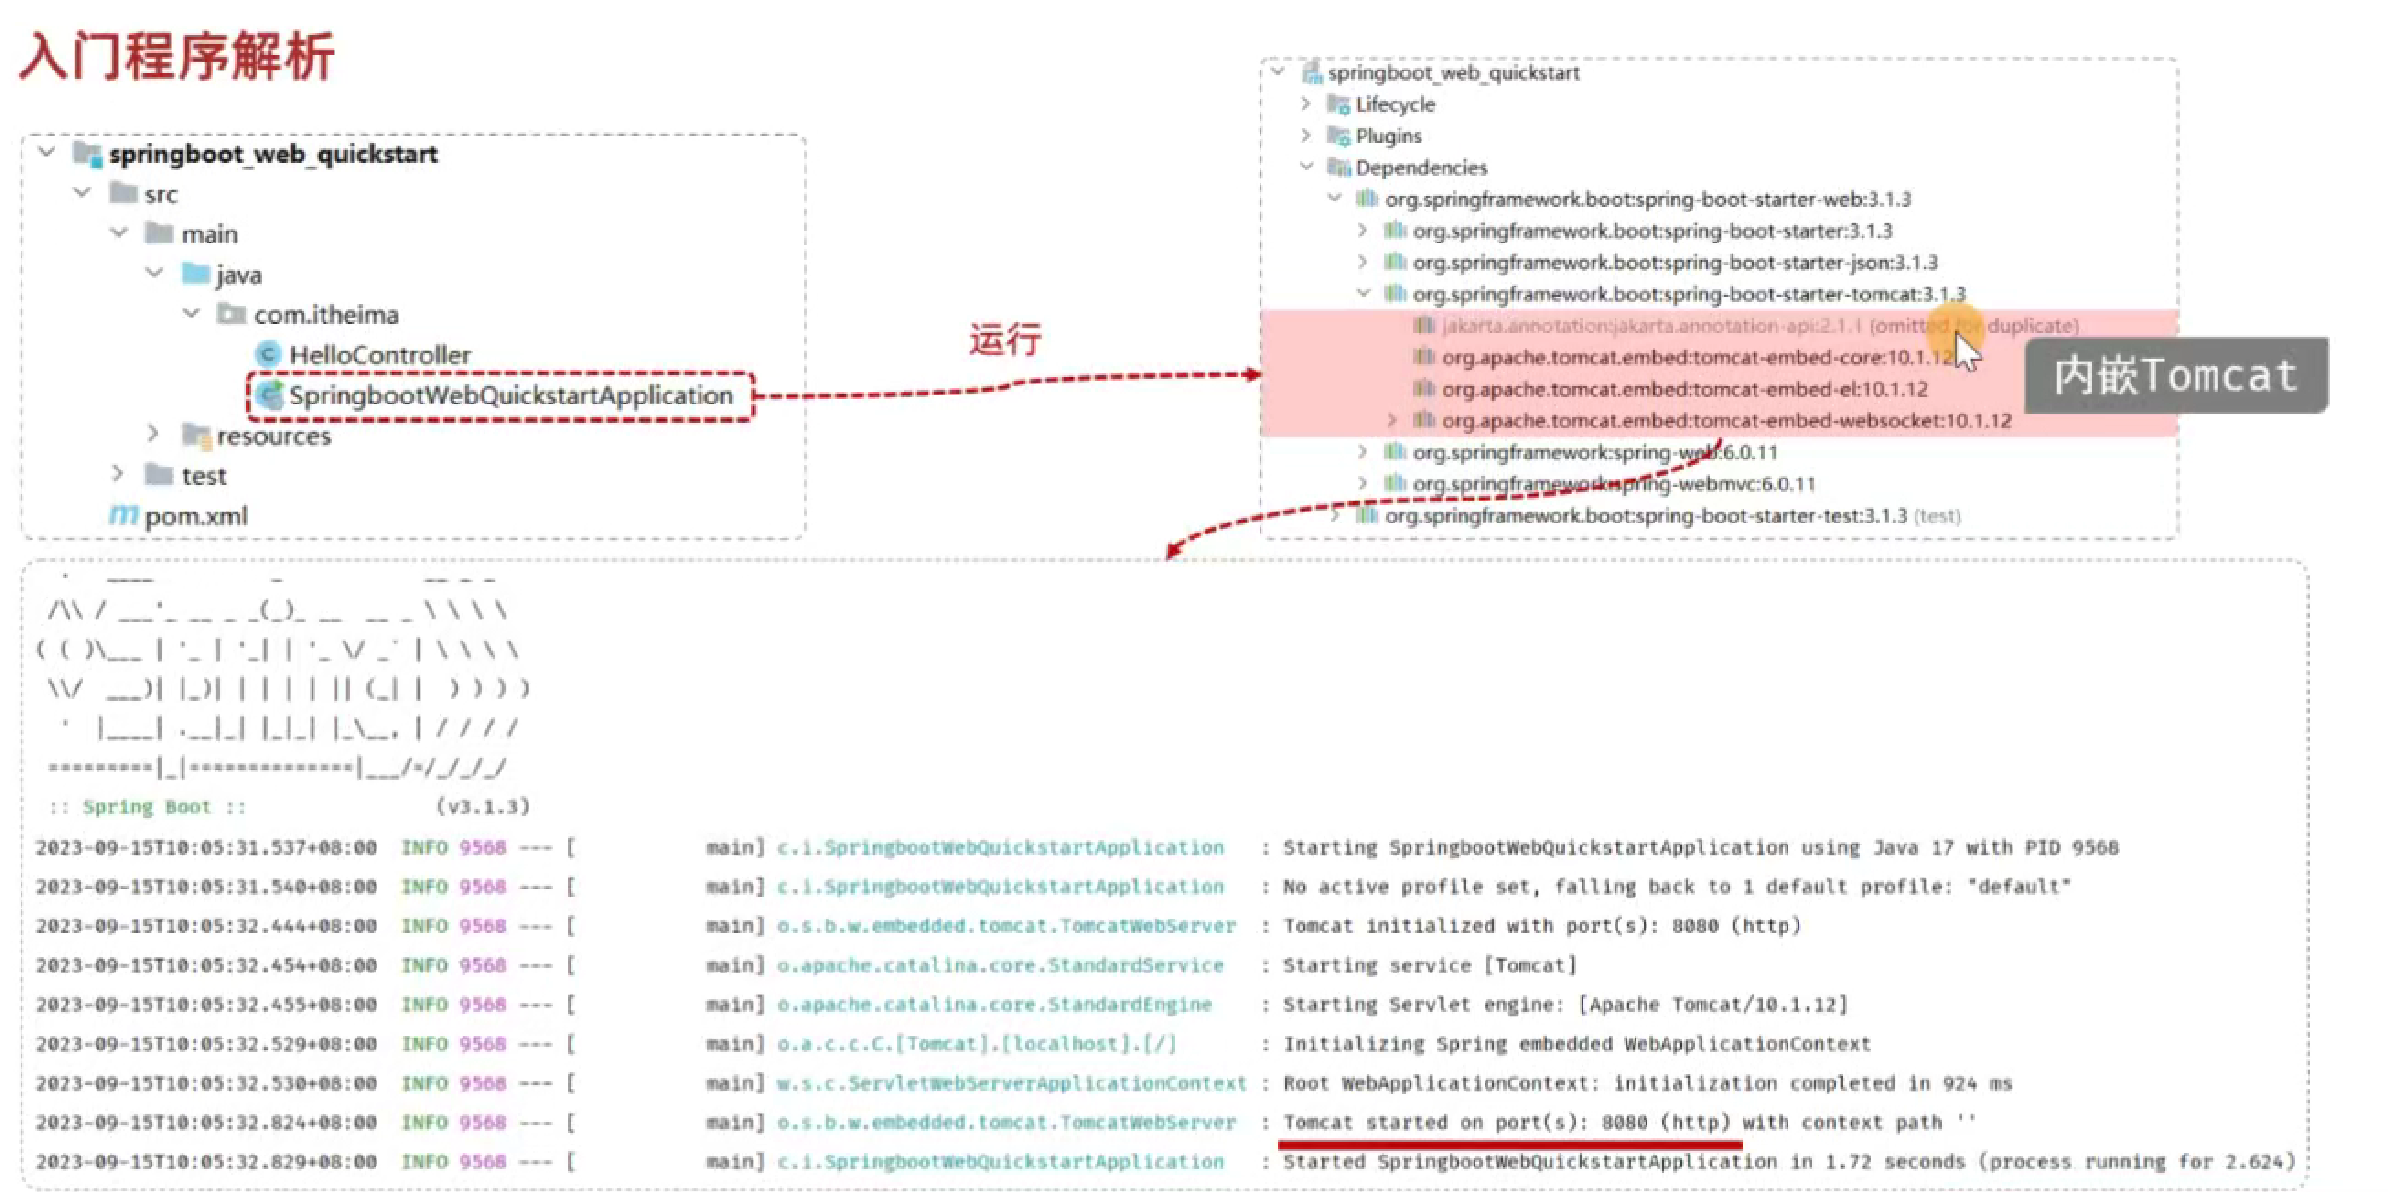 入门程序解析
springboot_web_quickstart
src
main
java
com.itheima
HelloController
SpringbootWebQuickstartApplication
resources
test
pom.xml
运行
springboot_web_quickstart
Lifecycle
Plugins
Dependencies
org.springframework.boot:spring-boot-starter-web:3.1.3
org.springframework.boot:spring-boot-starter:3.1.3
org.springframework.boot:spring-boot-starter-json:3.1.3
org.springframework.boot:spring-boot-starter-tomcat:3.1.3
jakarta.annotation:jakarta.annotation-api:2.1.1 (omitted for duplicate)
org.apache.tomcat.embed:tomcat-embed-core:10.1.12
org.apache.tomcat.embed:tomcat-embed-el:10.1.12
org.apache.tomcat.embed:tomcat-embed-websocket:10.1.12
org.springframework:spring-web:6.0.11
org.springframework:spring-webmvc:6.0.11
org.springframework.boot:spring-boot-starter-test:3.1.3 (test)
内嵌Tomcat
:: Spring Boot :: (v3.1.3)
2023-09-15T10:05:31.537+08:00 INFO 9568 --- [ main] c.i.SpringbootWebQuickstartApplication : Starting SpringbootWebQuickstartApplication using Java 17 with PID 9568
2023-09-15T10:05:31.540+08:00 INFO 9568 --- [ main] c.i.SpringbootWebQuickstartApplication : No active profile set, falling back to 1 default profile: "default"
2023-09-15T10:05:32.444+08:00 INFO 9568 --- [ main] o.s.b.w.embedded.tomcat.TomcatWebServer : Tomcat initialized with port(s): 8080 (http)
2023-09-15T10:05:32.454+08:00 INFO 9568 --- [ main] o.apache.catalina.core.StandardService : Starting service [Tomcat]
2023-09-15T10:05:32.455+08:00 INFO 9568 --- [ main] o.apache.catalina.core.StandardEngine : Starting Servlet engine: [Apache Tomcat/10.1.12]
2023-09-15T10:05:32.529+08:00 INFO 9568 --- [ main] o.a.c.c.C.[Tomcat].[localhost].[/] : Initializing Spring embedded WebApplicationContext
2023-09-15T10:05:32.530+08:00 INFO 9568 --- [ main] w.s.c.ServletWebServerApplicationContext : Root WebApplicationContext: initialization completed in 924 ms
2023-09-15T10:05:32.824+08:00 INFO 9568 --- [ main] o.s.b.w.embedded.tomcat.TomcatWebServer : Tomcat started on port(s): 8080 (http) with context path ''
2023-09-15T10:05:32.829+08:00 INFO 9568 --- [ main] c.i.SpringbootWebQuickstartApplication : Started SpringbootWebQuickstartApplication in 1.72 seconds (process running for 2.624)